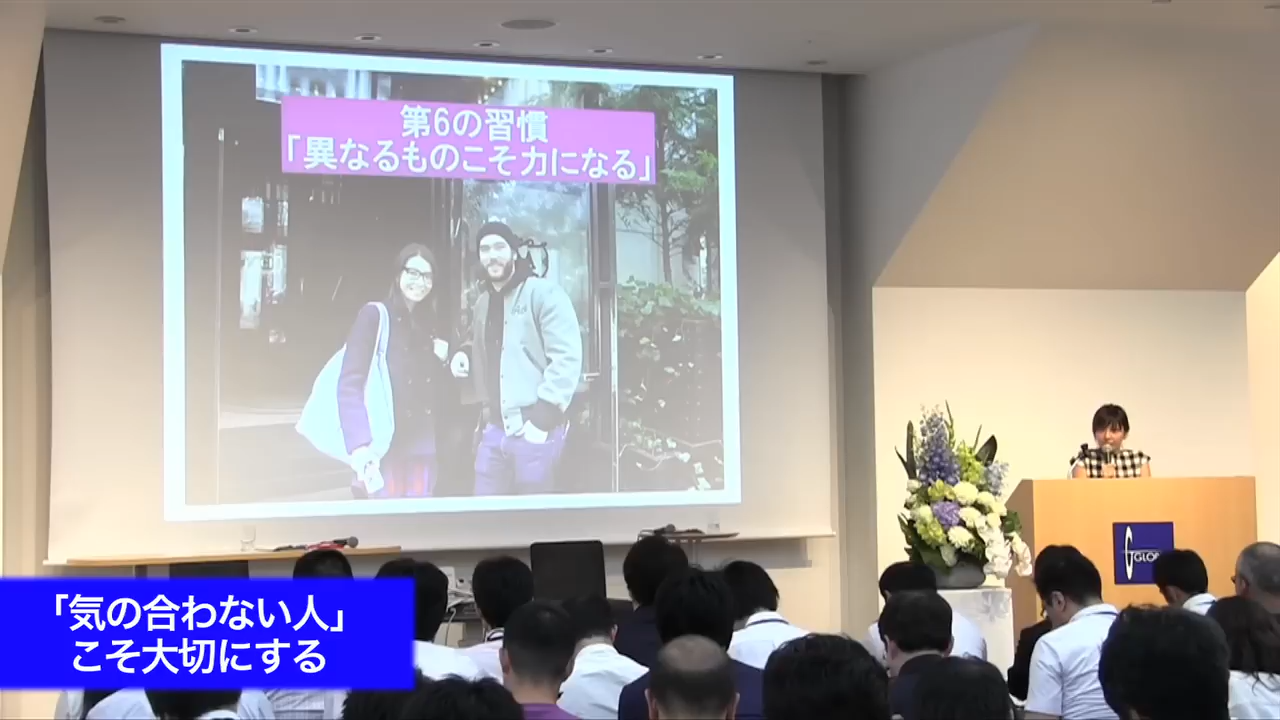 第6の習慣
「異なるものこそ力になる」
「気の合わない人」
こそ大切にする